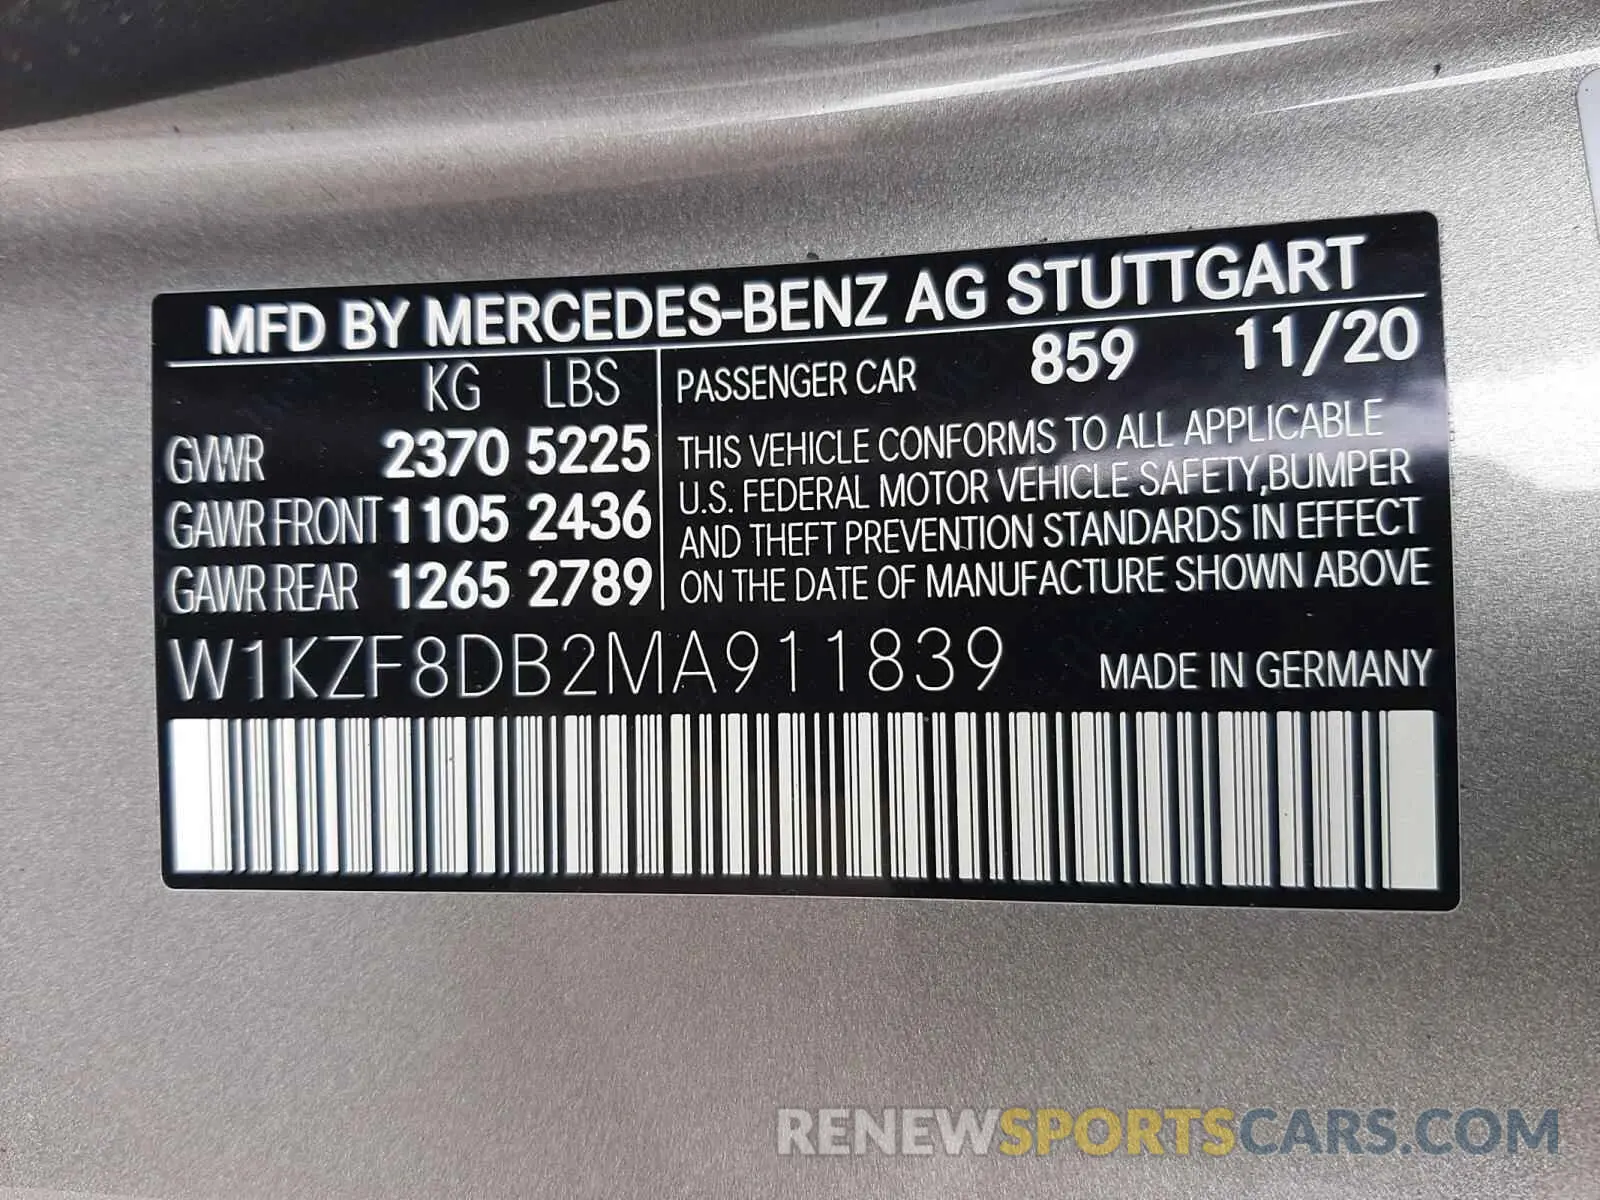 MFD BY MERCEDES-BENZ AG STUTTGART
KG LBS
GVWR 2370 5225
GAWR FRONT 1105 2436
GAWR REAR 1265 2789
PASSENGER CAR 859 11/20
THIS VEHICLE CONFORMS TO ALL APPLICABLE
U.S. FEDERAL MOTOR VEHICLE SAFETY,BUMPER
AND THEFT PREVENTION STANDARDS IN EFFECT
ON THE DATE OF MANUFACTURE SHOWN ABOVE
W1KZF8DB2MA911839 MADE IN GERMANY
RENEWSPORTSCARS.COM